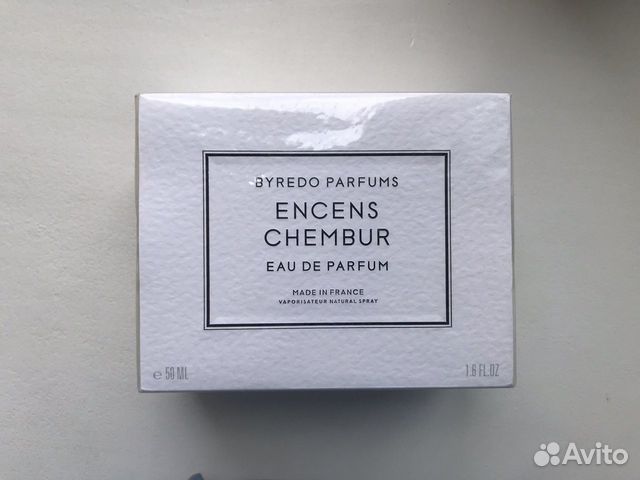 BYREDO PARFUMS
ENCENS
CHEMBUR
EAU DE PARFUM
MADE IN FRANCE
VAPORISATEUR NATURAL SPRAY
℮ 50 ML 1.6 FL.OZ
Avito